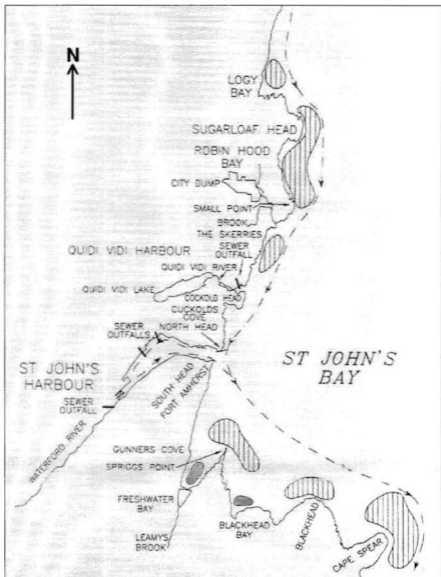 N
LOGY
BAY
SUGARLOAF HEAD
ROBIN HOOD
BAY
CITY DUMP
SMALL POINT
BROOK
THE SKERRIES
SEWER
OUTFALL
QUIDI VIDI HARBOUR
QUIDI VIDI RIVER
QUIDI VIDI LAKE
COCKOLD HEAD
CUCKOLDS
COVE
NORTH HEAD
SEWER
OUTFALLS
ST JOHN'S
HARBOUR
ST JOHN'S
BAY
SEWER
OUTFALL
SOUTH HEAD
FORT AMHERST
WATERFORD RIVER
GUNNERS COVE
SPRIGGS POINT
FRESHWATER
BAY
LEAMYS
BROOK
BLACKHEAD
BAY
BLACKHEAD
CAPE SPEAR